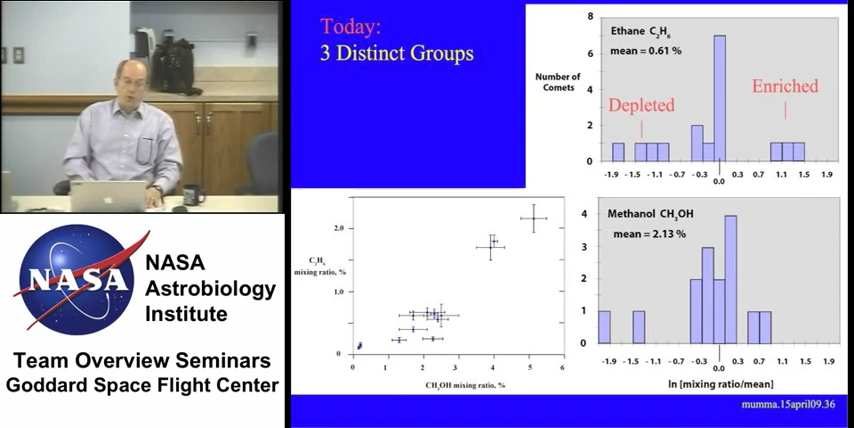 Today:
3 Distinct Groups
Ethane C₂H₆
mean = 0.61 %
Number of
Comets
Depleted
Enriched
8
6
4
2
0
-1.9 -1.5 -1.1 -0.7 -0.3 0.0 0.3 0.7 1.1 1.5 1.9
C₂H₆
mixing ratio, %
2.0
1.0
0
0 1 2 3 4 5 6
CH₃OH mixing ratio, %
Methanol CH₃OH
mean = 2.13 %
4
3
2
1
0
-1.9 -1.5 -1.1 -0.7 -0.3 0.0 0.3 0.7 1.1 1.5 1.9
ln [mixing ratio/mean]
mumma.15april09.36
NASA
NASA
Astrobiology
Institute
Team Overview Seminars
Goddard Space Flight Center